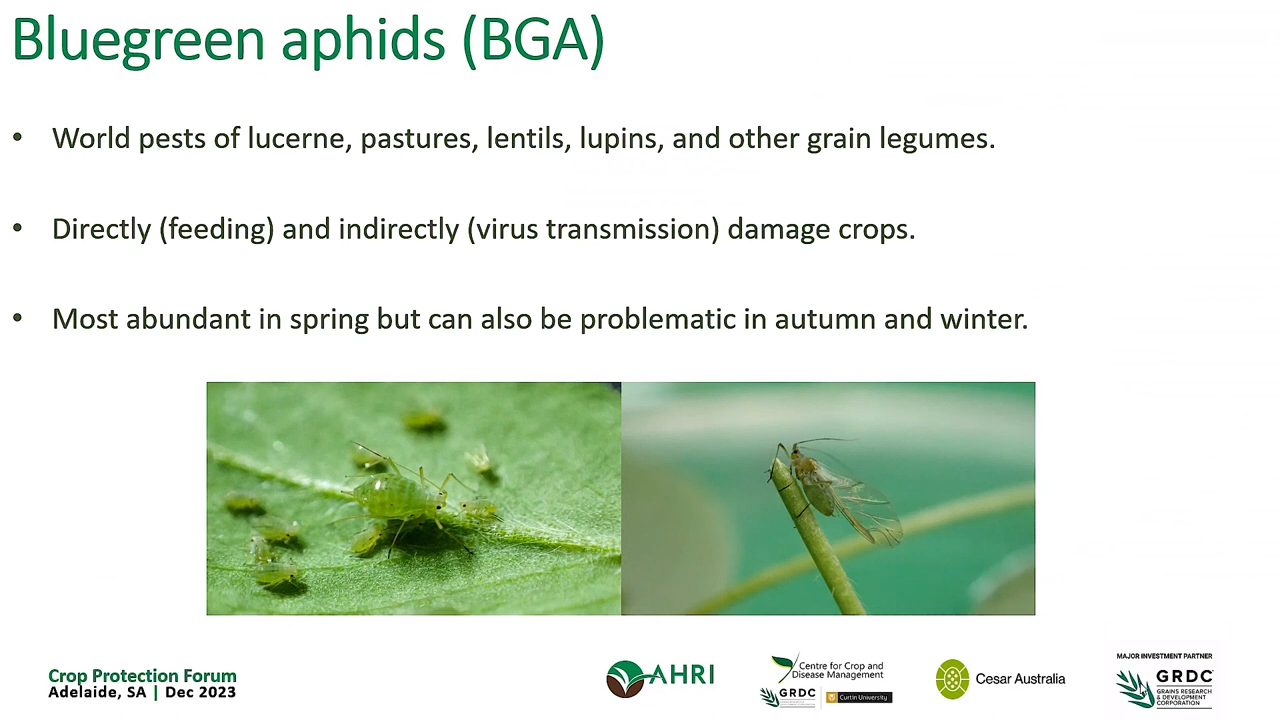 Bluegreen aphids (BGA)
• World pests of lucerne, pastures, lentils, lupins, and other grain legumes.
• Directly (feeding) and indirectly (virus transmission) damage crops.
• Most abundant in spring but can also be problematic in autumn and winter.
Crop Protection Forum
Adelaide, SA | Dec 2023
AHRI
Centre for Crop and
Disease Management
GRDC
Curtin University
Cesar Australia
MAJOR INVESTMENT PARTNER
GRDC
GRAINS RESEARCH
& DEVELOPMENT
CORPORATION